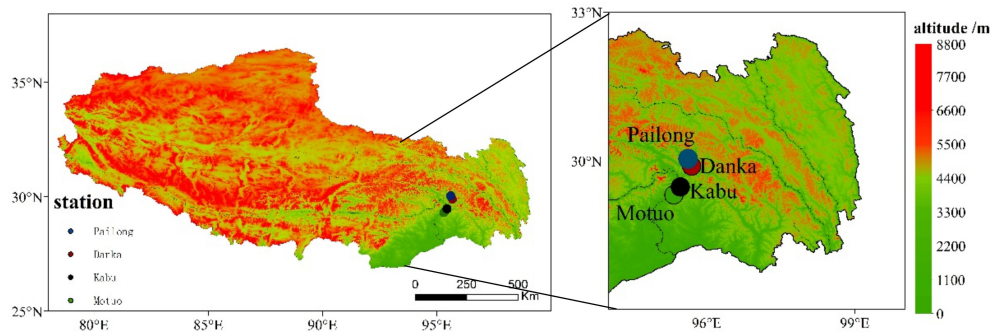 35°N
30°N
25°N
80°E
85°E
90°E
95°E
station
Pailong
Danka
Kabu
Motuo
0 250 500
Km
33°N
30°N
96°E
99°E
Pailong
Danka
Kabu
Motuo
altitude /m
8800
7700
6600
5500
4400
3300
2200
1100
0